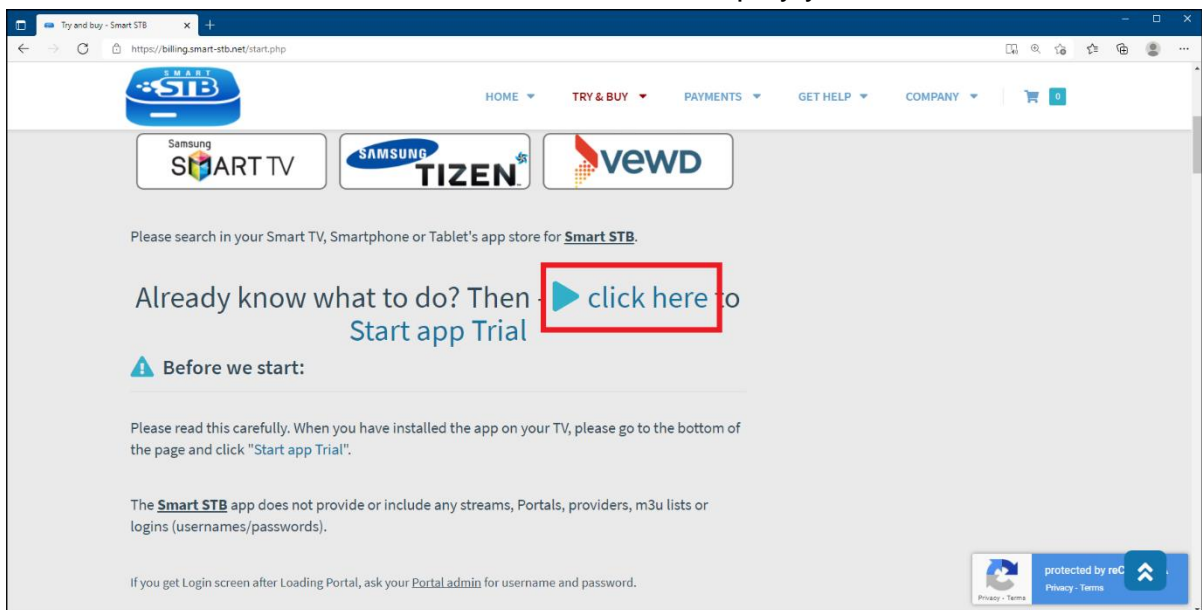 Try and buy - Smart STB
https://billing.smart-stb.net/start.php
SMART
STB
HOME
TRY & BUY
PAYMENTS
GET HELP
COMPANY
0
Samsung
SMART TV
SAMSUNG
TIZEN
vewd
Please search in your Smart TV, Smartphone or Tablet's app store for Smart STB.
Already know what to do? Then - click here to
Start app Trial
Before we start:
Please read this carefully. When you have installed the app on your TV, please go to the bottom of
the page and click "Start app Trial".
The Smart STB app does not provide or include any streams, Portals, providers, m3u lists or
logins (usernames/passwords).
If you get Login screen after Loading Portal, ask your Portal admin for username and password.
protected by reC
Privacy - Terms
Privacy - Terms